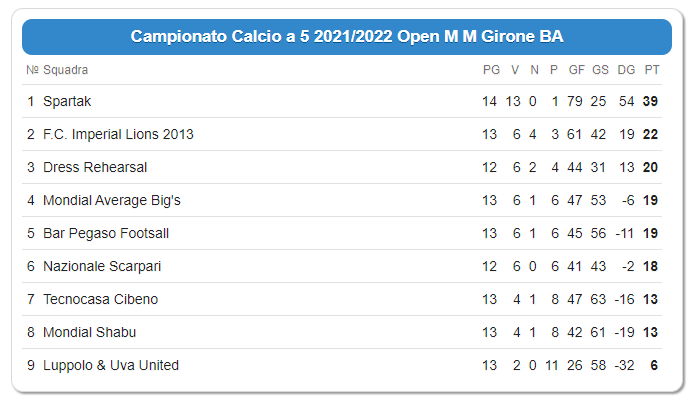 Campionato Calcio a 5 2021/2022 Open M M Girone BA
№ Squadra PG V N P GF GS DG PT
1 Spartak 14 13 0 1 79 25 54 39
2 F.C. Imperial Lions 2013 13 6 4 3 61 42 19 22
3 Dress Rehearsal 12 6 2 4 44 31 13 20
4 Mondial Average Big's 13 6 1 6 47 53 -6 19
5 Bar Pegaso Footsall 13 6 1 6 45 56 -11 19
6 Nazionale Scarpari 12 6 0 6 41 43 -2 18
7 Tecnocasa Cibeno 13 4 1 8 47 63 -16 13
8 Mondial Shabu 13 4 1 8 42 61 -19 13
9 Luppolo & Uva United 13 2 0 11 26 58 -32 6